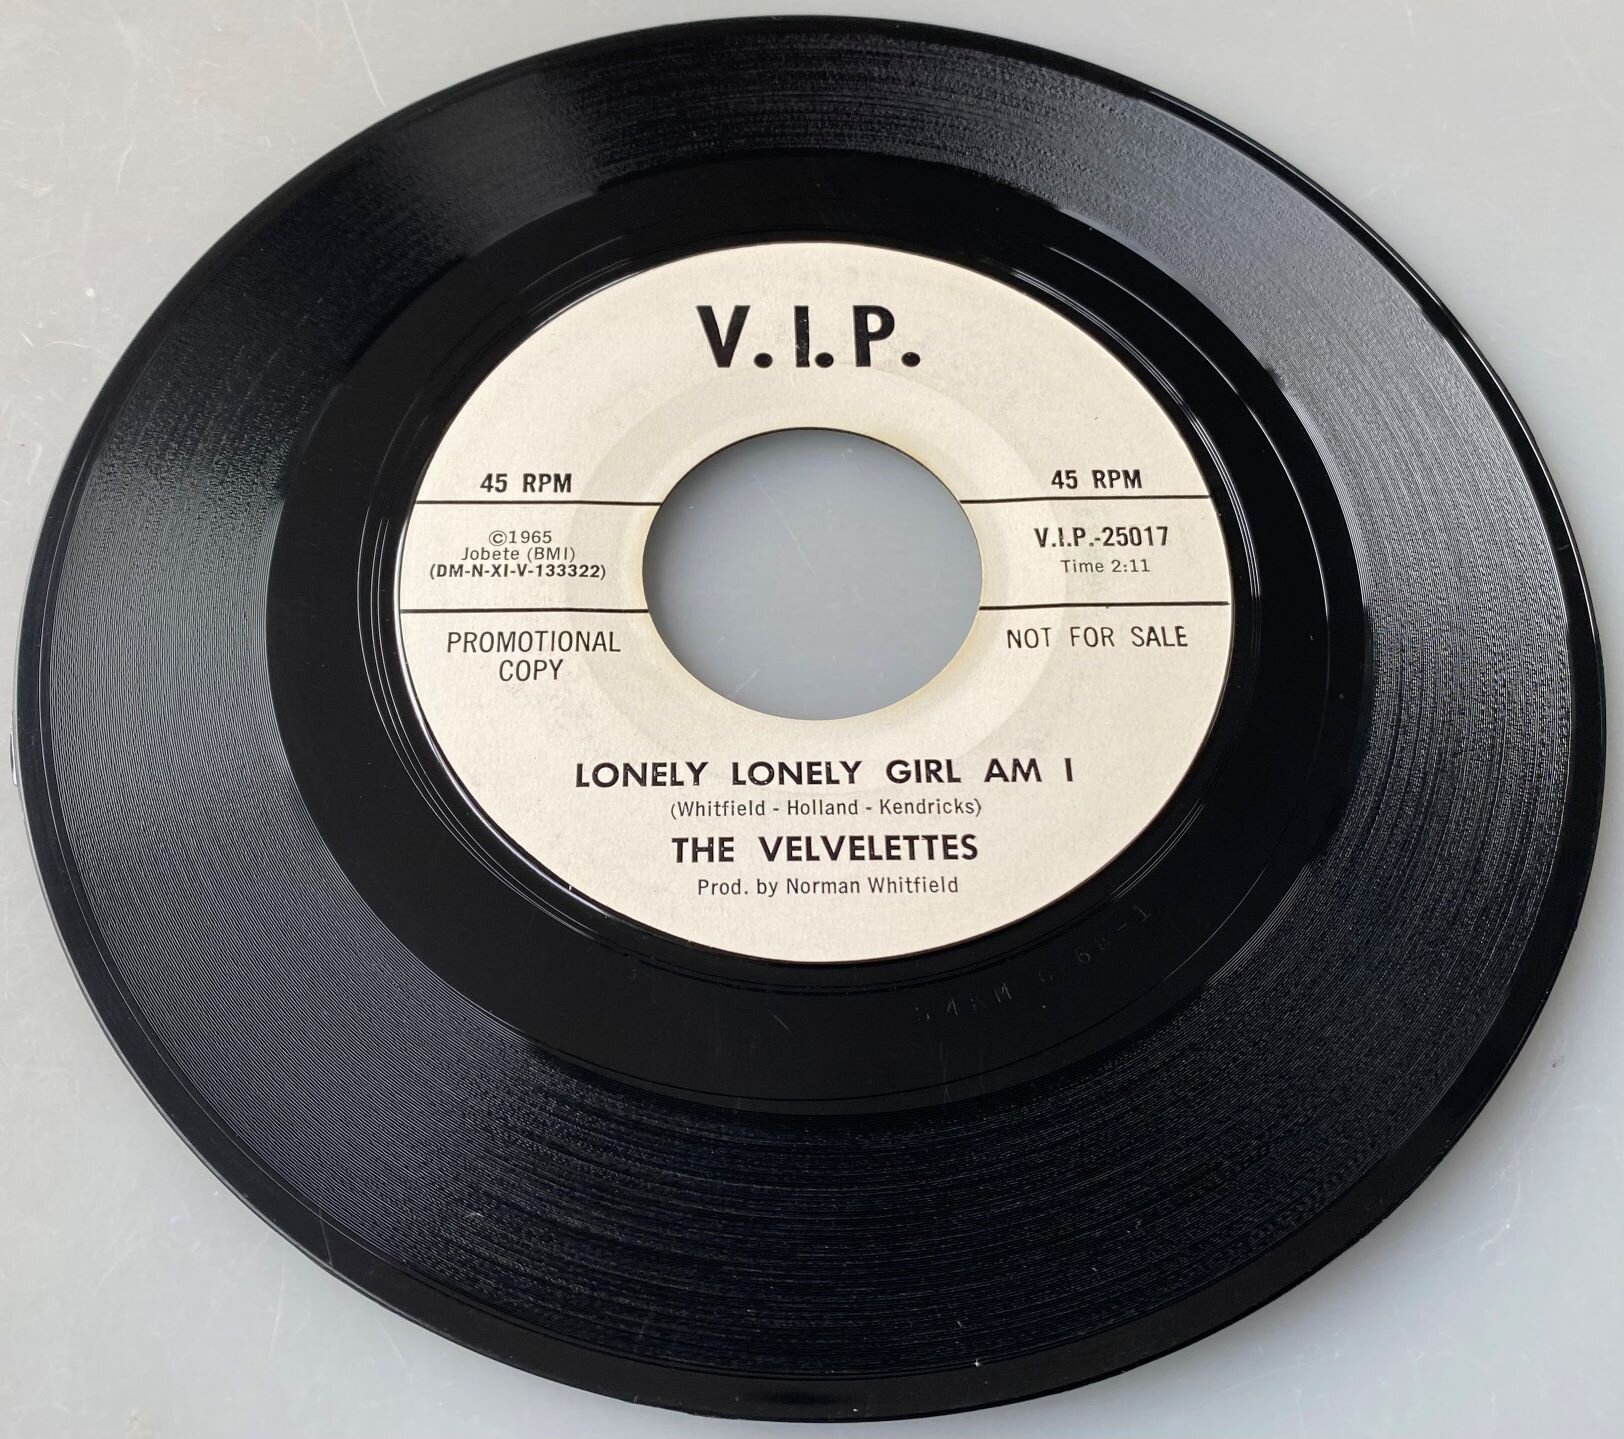 V.I.P.
45 RPM
45 RPM
©1965
Jobete (BMI)
(DM-N-XI-V-133322)
V.I.P.-25017
Time 2:11
PROMOTIONAL
COPY
NOT FOR SALE
LONELY LONELY GIRL AM I
(Whitfield - Holland - Kendricks)
THE VELVELETTES
Prod. by Norman Whitfield